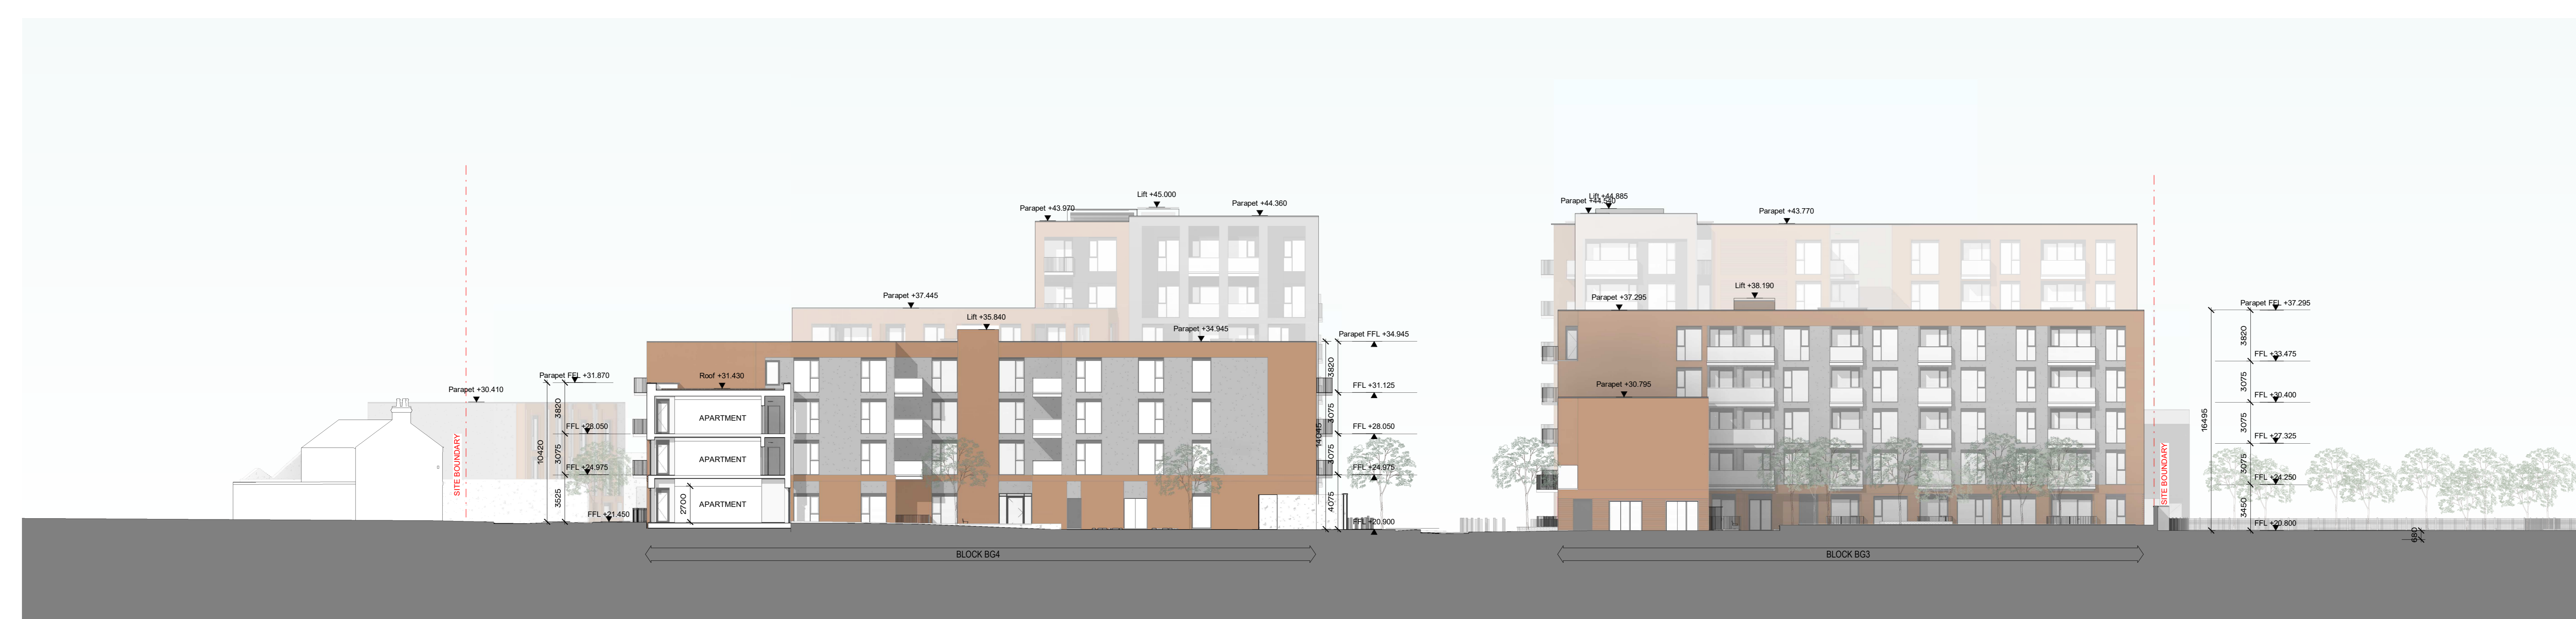 Lift +45.000
Lift +44.885
Parapet +43.970
Parapet +44.360
Parapet +43.770
Parapet +37.445
Parapet +37.295
Lift +38.190
Parapet FFL +37.295
Lift +35.840
Parapet +34.945
Parapet FFL +34.945
3820
3820
FFL +33.475
Parapet FFL +31.870
Roof +31.430
FFL +31.125
3075
Parapet +30.410
Parapet +30.795
FFL +30.400
3820
APARTMENT
3075
3075
16495
FFL +28.050
FFL +28.050
14045
FFL +27.325
10420
3075
APARTMENT
3075
3075
SITE BOUNDARY
SITE BOUNDARY
FFL +24.975
FFL +24.975
FFL +24.250
3525
2700
APARTMENT
4075
3450
FFL +21.450
FFL +20.900
FFL +20.800
680
BLOCK BG4
BLOCK BG3